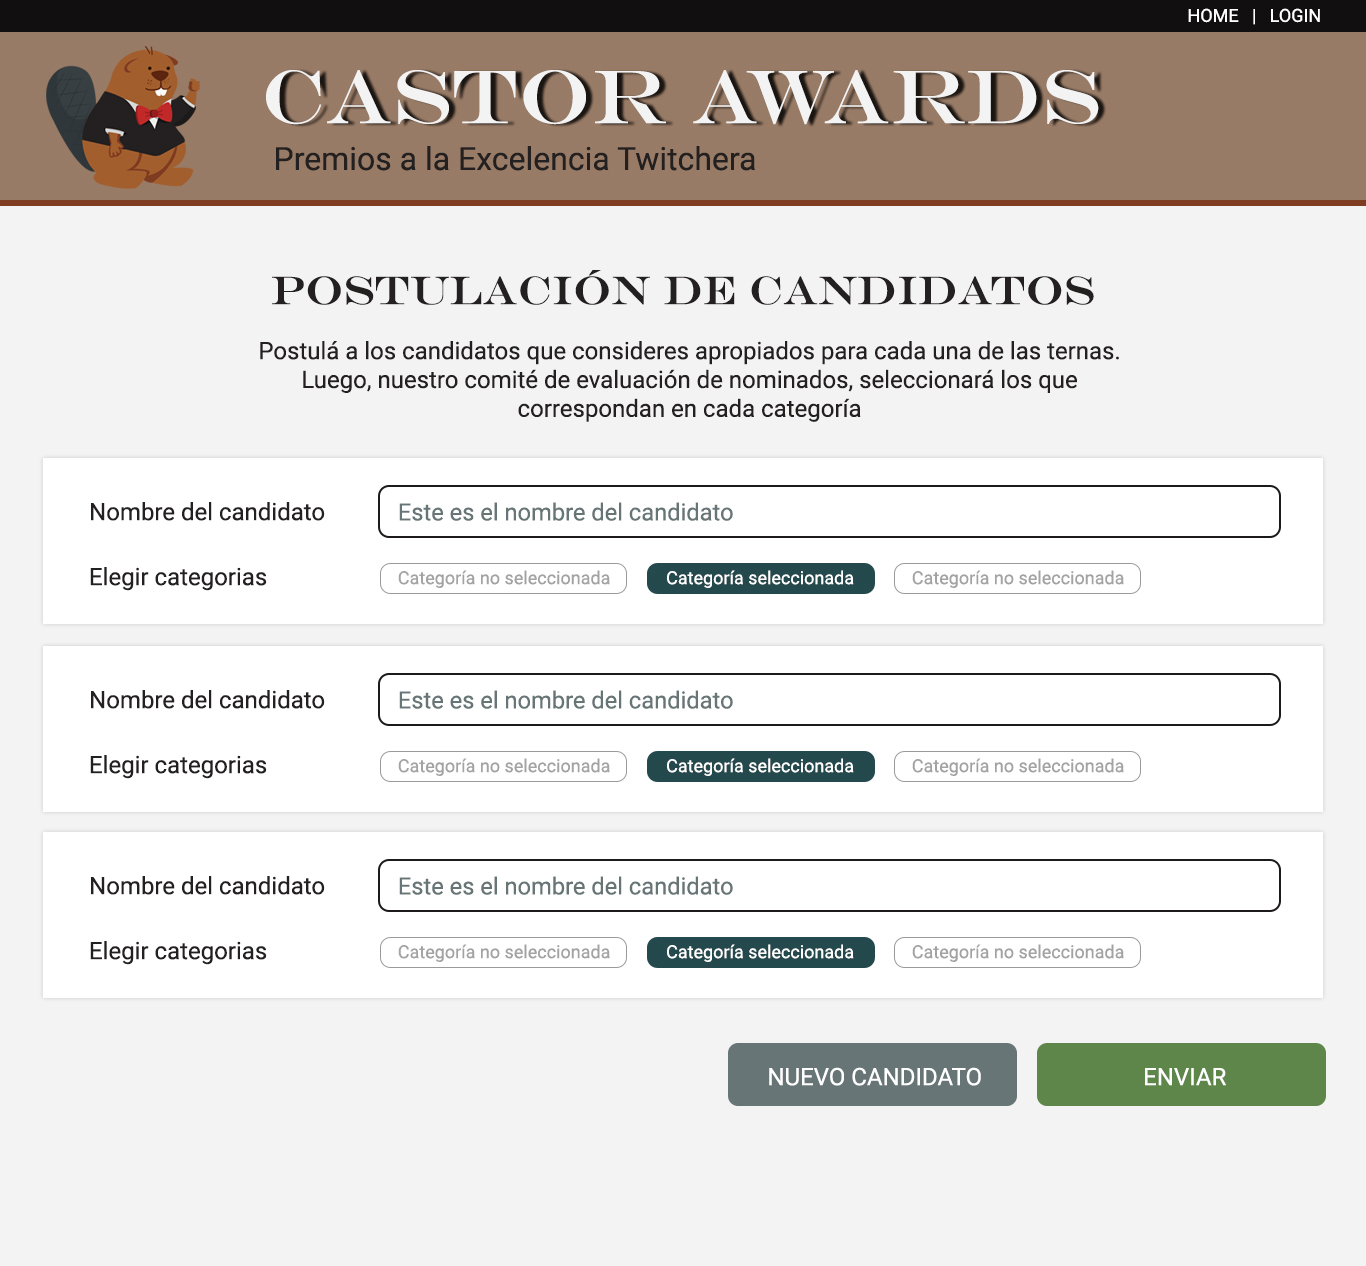 HOME | LOGIN
CASTOR AWARDS
Premios a la Excelencia Twitchera
POSTULACIÓN DE CANDIDATOS
Postulá a los candidatos que consideres apropiados para cada una de las ternas.
Luego, nuestro comité de evaluación de nominados, seleccionará los que
correspondan en cada categoría
Nombre del candidato Este es el nombre del candidato
Elegir categorias Categoría no seleccionada Categoría seleccionada Categoría no seleccionada
Nombre del candidato Este es el nombre del candidato
Elegir categorias Categoría no seleccionada Categoría seleccionada Categoría no seleccionada
Nombre del candidato Este es el nombre del candidato
Elegir categorias Categoría no seleccionada Categoría seleccionada Categoría no seleccionada
NUEVO CANDIDATO ENVIAR